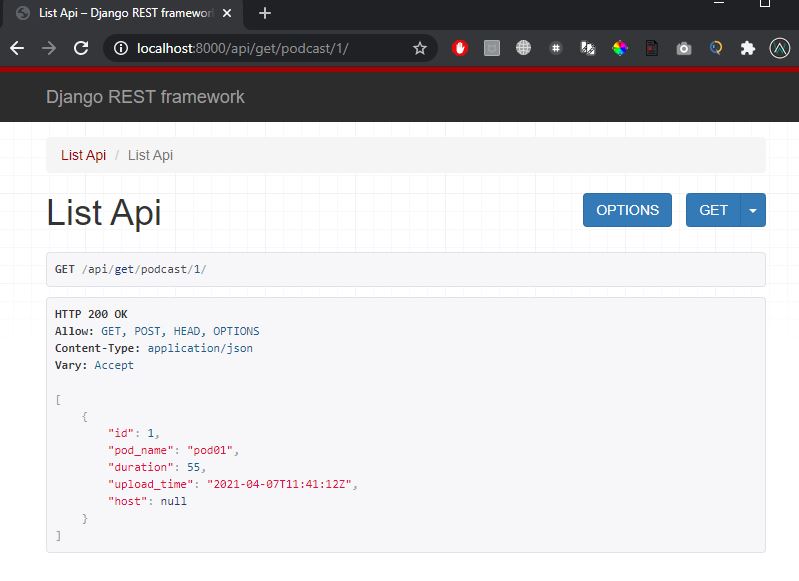 List Api – Django REST framework
localhost:8000/api/get/podcast/1/
Django REST framework
List Api / List Api
List Api
OPTIONS GET
GET /api/get/podcast/1/
HTTP 200 OK
Allow: GET, POST, HEAD, OPTIONS
Content-Type: application/json
Vary: Accept
[
{
"id": 1,
"pod_name": "pod01",
"duration": 55,
"upload_time": "2021-04-07T11:41:12Z",
"host": null
}
]